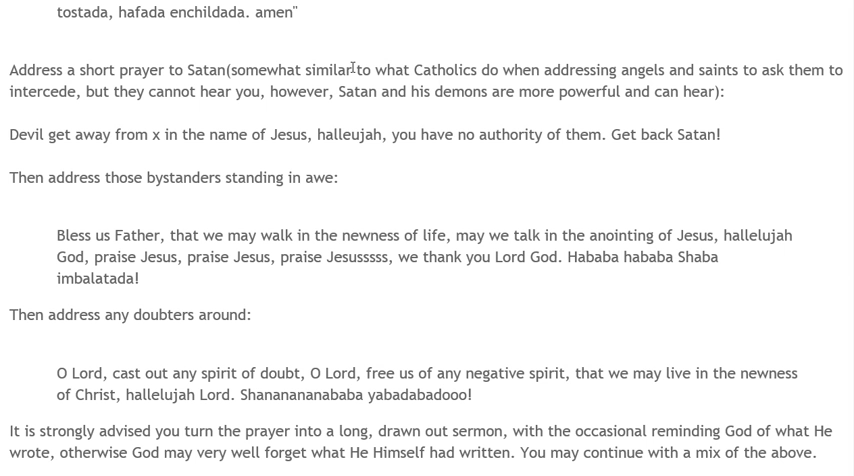 tostada, hafada enchildada. amen"
Address a short prayer to Satan(somewhat similar to what Catholics do when addressing angels and saints to ask them to
intercede, but they cannot hear you, however, Satan and his demons are more powerful and can hear):
Devil get away from x in the name of Jesus, halleujah, you have no authority of them. Get back Satan!
Then address those bystanders standing in awe:
Bless us Father, that we may walk in the newness of life, may we talk in the anointing of Jesus, hallelujah
God, praise Jesus, praise Jesus, praise Jesusssss, we thank you Lord God. Hababa hababa Shaba
imbalatada!
Then address any doubters around:
O Lord, cast out any spirit of doubt, O Lord, free us of any negative spirit, that we may live in the newness
of Christ, hallelujah Lord. Shanananananababa yabadabadooo!
It is strongly advised you turn the prayer into a long, drawn out sermon, with the occasional reminding God of what He
wrote, otherwise God may very well forget what He Himself had written. You may continue with a mix of the above.